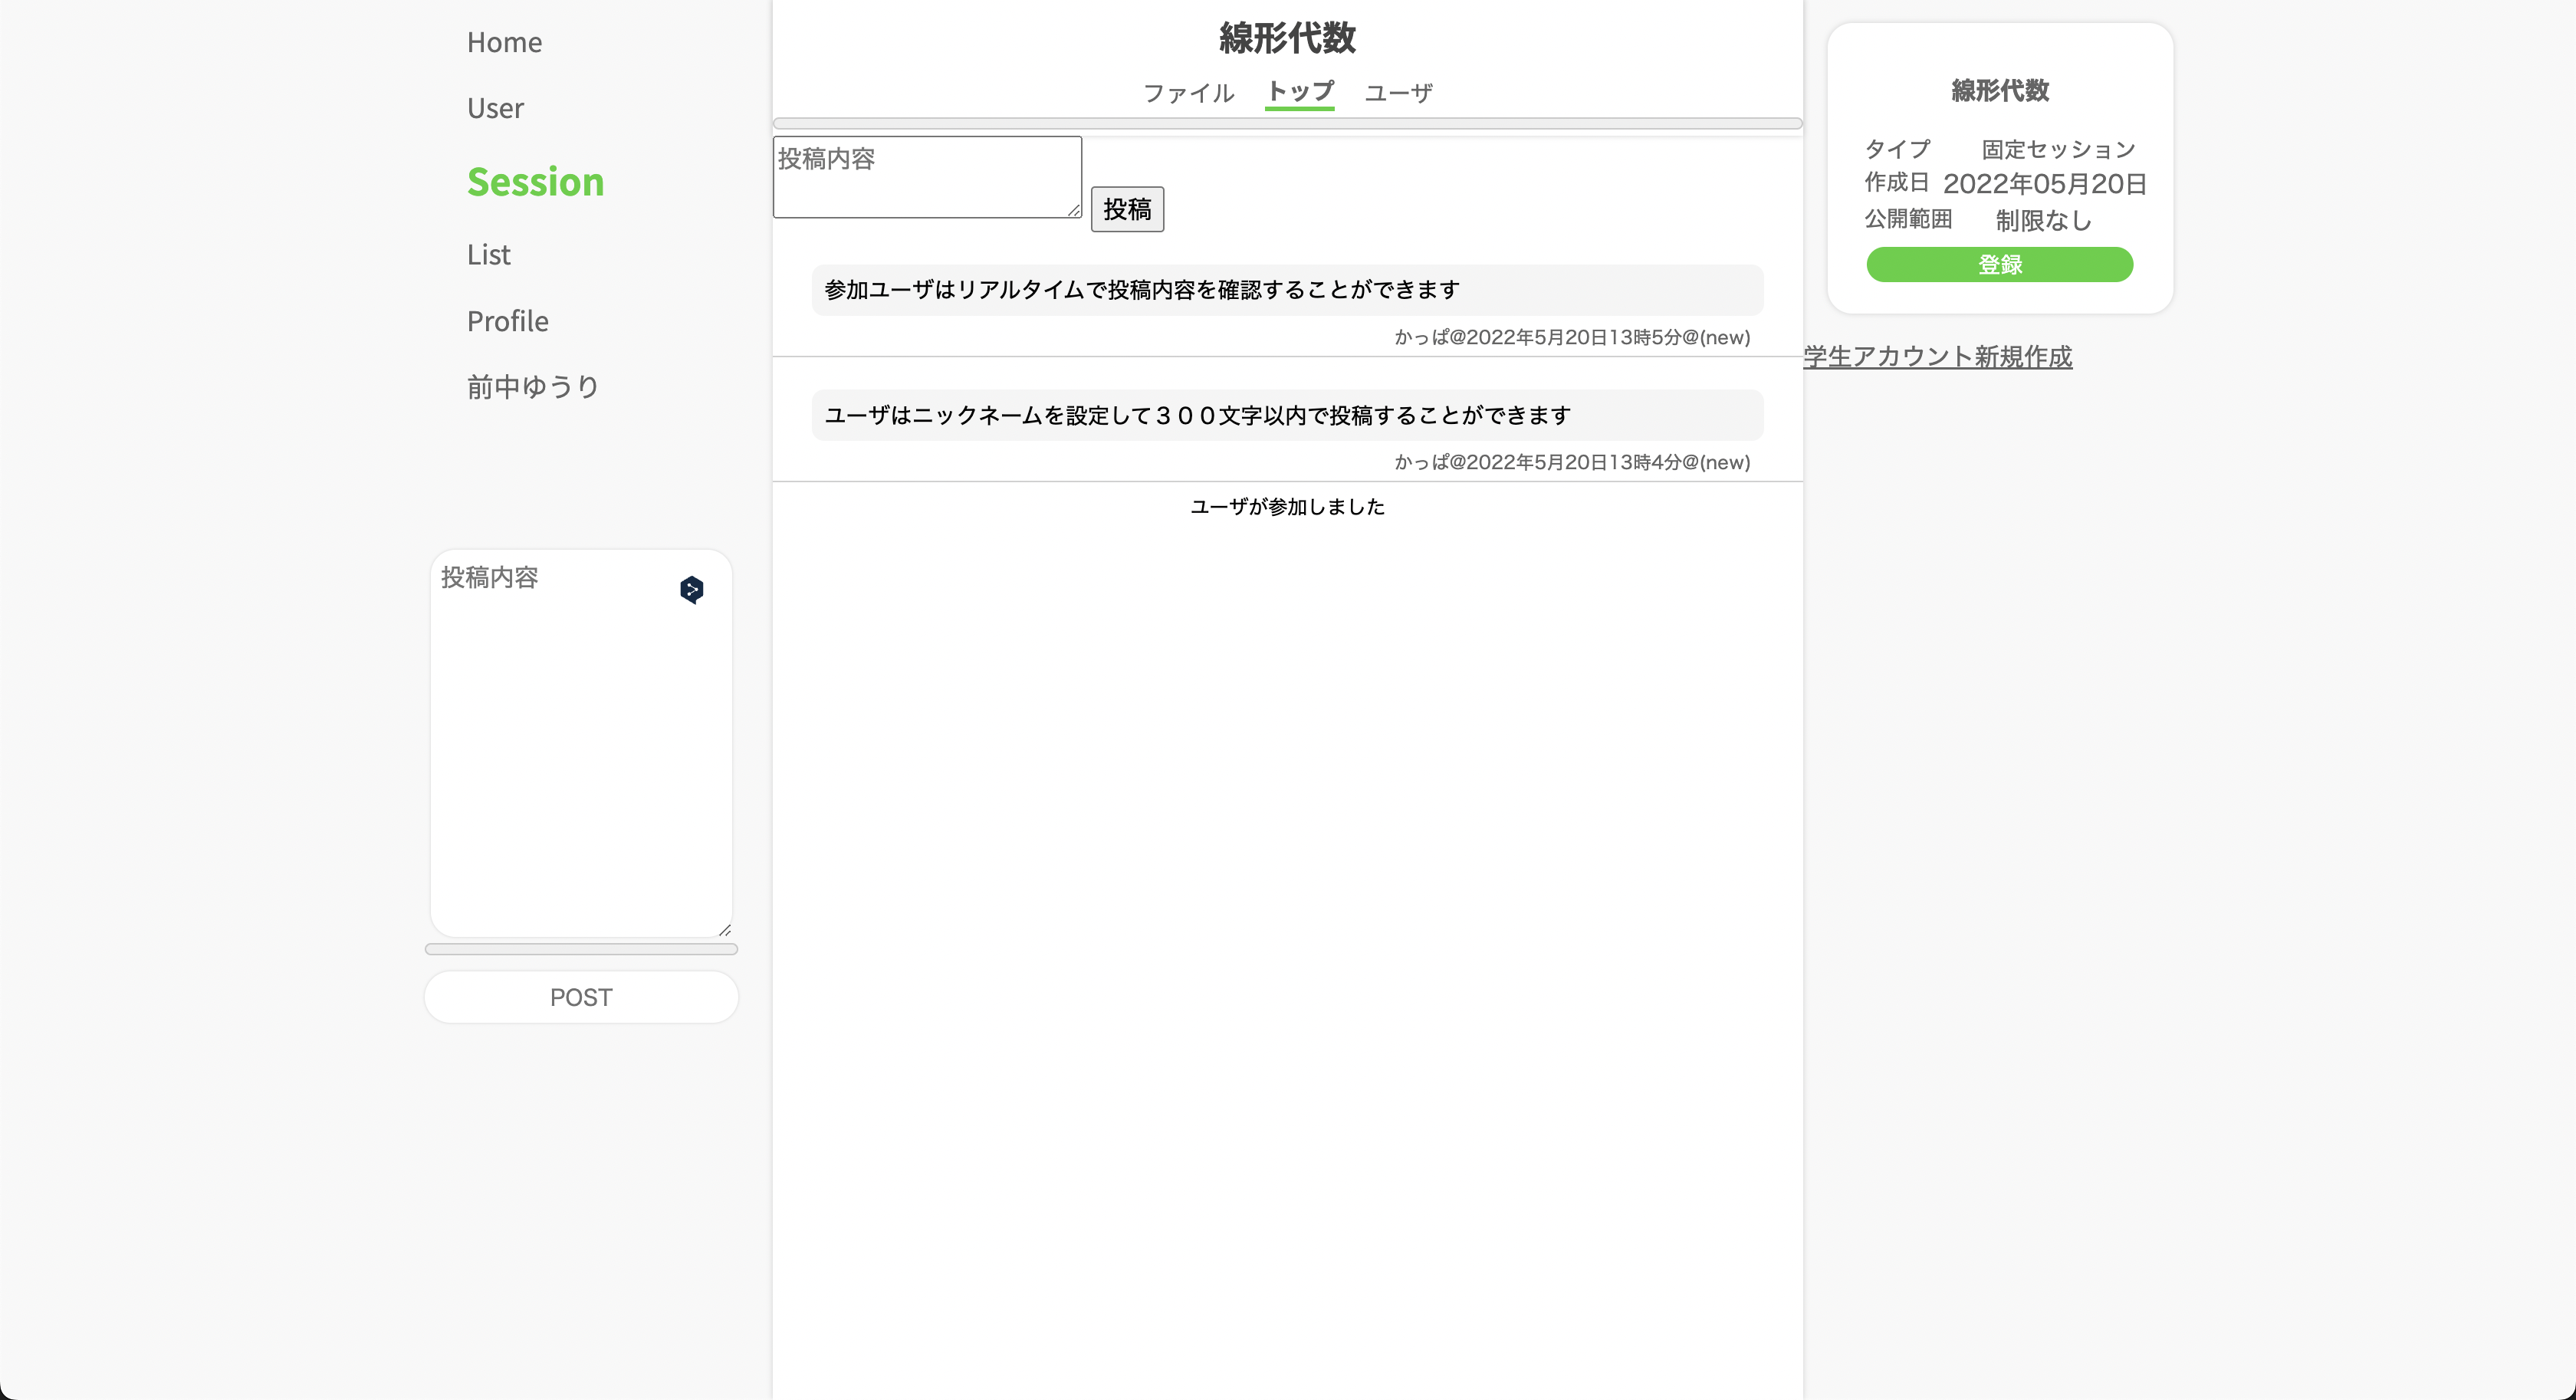 Home
User
Session
List
Profile
前中ゆうり
投稿内容
POST
線形代数
ファイル トップ ユーザ
投稿内容
投稿
参加ユーザはリアルタイムで投稿内容を確認することができます
かっぱ@2022年5月20日13時5分@(new)
ユーザはニックネームを設定して３００文字以内で投稿することができます
かっぱ@2022年5月20日13時4分@(new)
ユーザが参加しました
線形代数
タイプ 固定セッション
作成日 2022年05月20日
公開範囲 制限なし
登録
学生アカウント新規作成